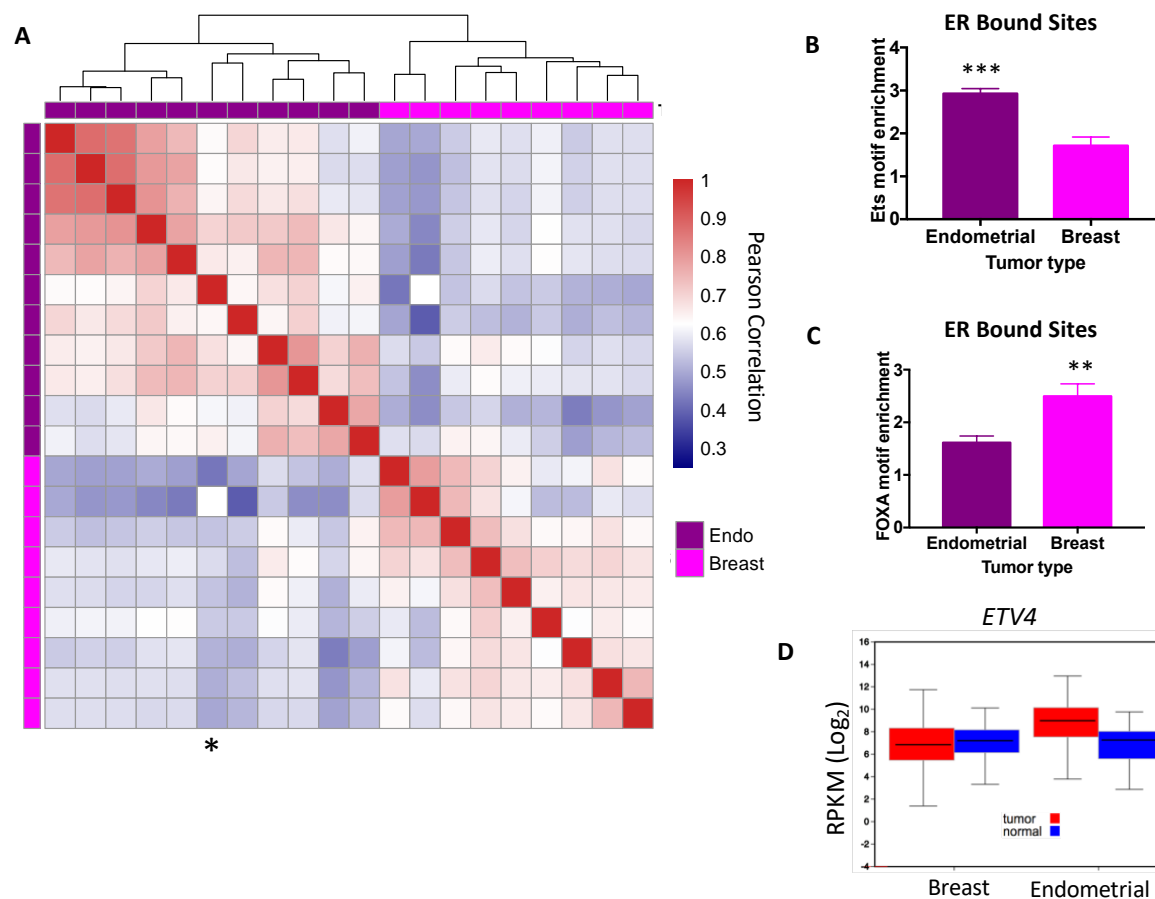 A
1
0.9
0.8
0.7
0.6
0.5
0.4
0.3
Pearson Correlation
Endo
Breast
*
B
ER Bound Sites
***
4
3
2
1
0
Ets motif enrichment
Endometrial Breast
Tumor type
C
ER Bound Sites
**
3
2
1
0
FOXA motif enrichment
Endometrial Breast
Tumor type
D
ETV4
16
14
12
10
8
6
4
2
0
-2
-4
RPKM (Log₂)
tumor
normal
Breast Endometrial